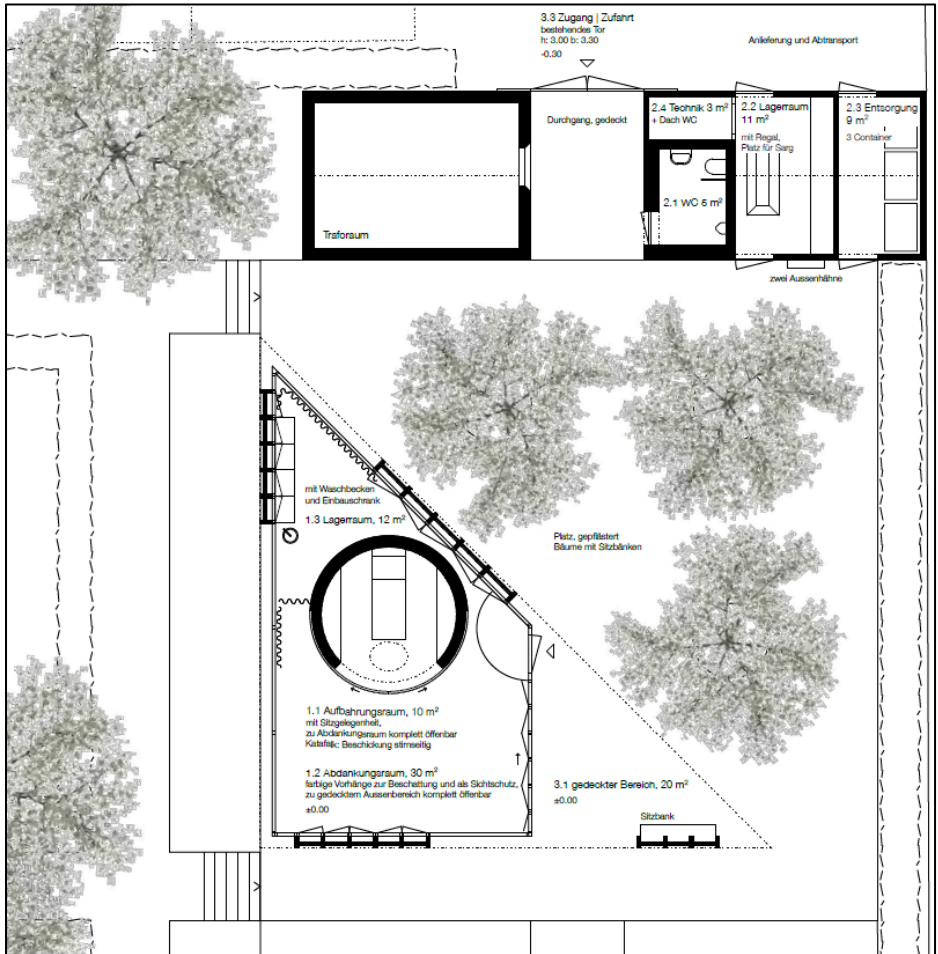 3.3 Zugang | Zufahrt
bestehendes Tor
h: 3.00 b: 3.30
-0.30
Anlieferung und Abtransport
Durchgang, gedeckt
2.4 Technik 3 m²
+ Dach WC
2.2 Lagerraum
11 m²
mit Regal,
Platz für Sarg
2.3 Entsorgung
9 m²
3 Container
2.1 WC 5 m²
Traforaum
zwei Aussenhähne
mit Waschbecken
und Einbauschrank
1.3 Lagerraum, 12 m²
Platz, gepflästert
Bäume mit Sitzbänken
1.1 Aufbahrungsraum, 10 m²
mit Sitzgelegenheit,
zu Abdankungsraum komplett öffenbar
Katafalk: Beschickung stirnseitig
1.2 Abdankungsraum, 30 m²
farbige Vorhänge zur Beschattung und als Sichtschutz,
zu gedecktem Aussenbereich komplett öffenbar
±0.00
3.1 gedeckter Bereich, 20 m²
±0.00
Sitzbank